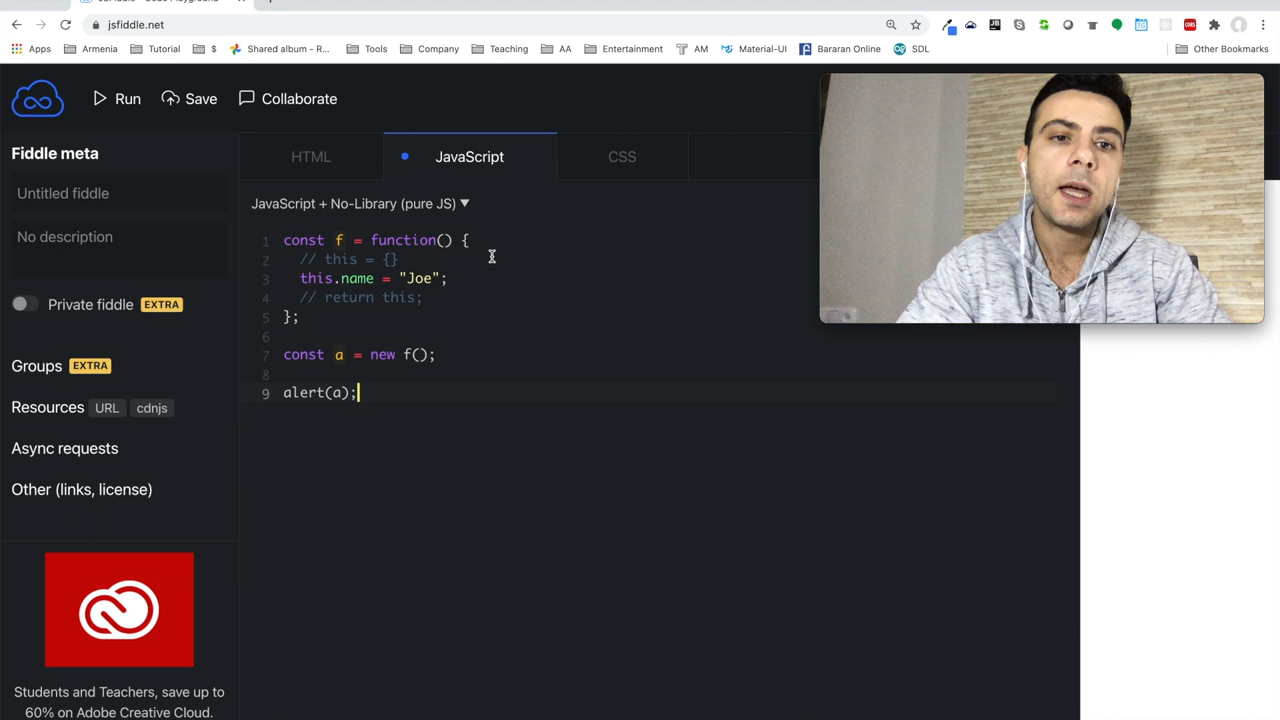 jsfiddle.net
Apps Armenia Tutorial $ Shared album - R... Tools Company Teaching AA Entertainment AM Material-UI Bararan Online SDL Other Bookmarks
Run Save Collaborate
Fiddle meta
Untitled fiddle
No description
Private fiddle EXTRA
Groups EXTRA
Resources URL cdnjs
Async requests
Other (links, license)
Students and Teachers, save up to
60% on Adobe Creative Cloud.
HTML JavaScript CSS
JavaScript + No-Library (pure JS) ▼
1 const f = function() {
2 // this = {}
3 this.name = "Joe";
4 // return this;
5 };
6
7 const a = new f();
8
9 alert(a);